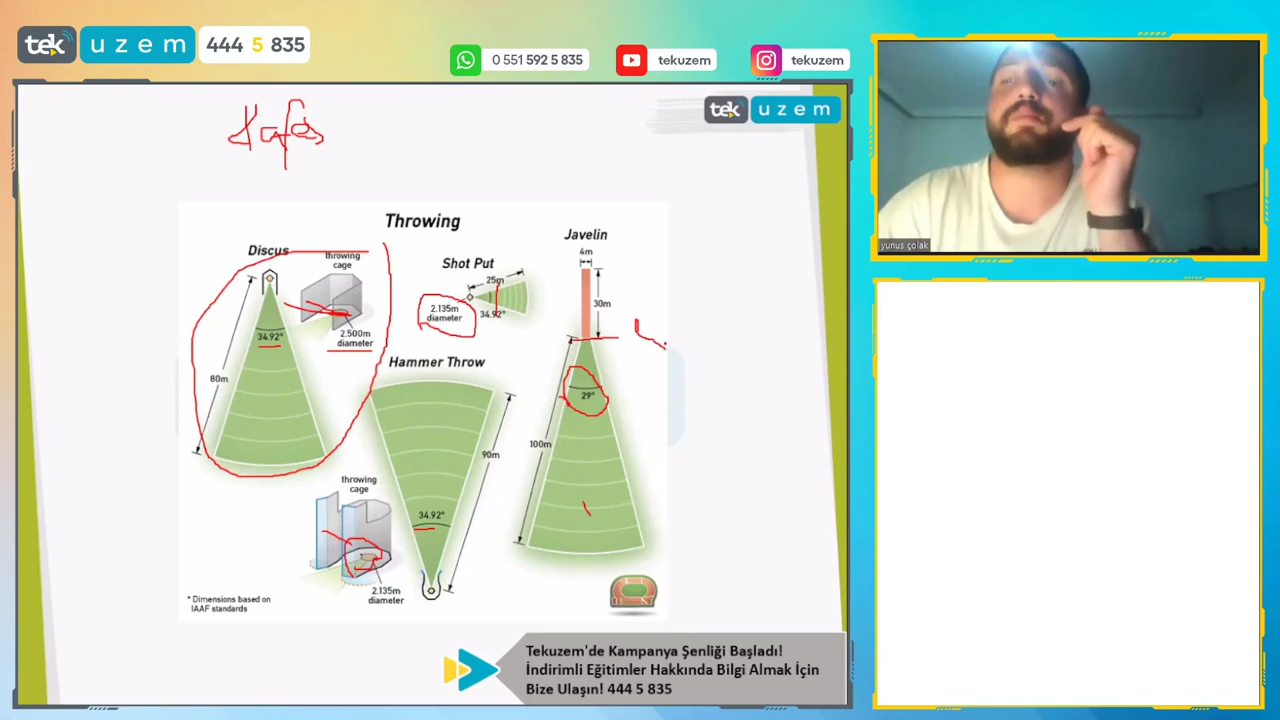 tek uzem 444 5 835
0 551 592 5 835
tekuzem
tekuzem
tek uzem
yunus çolak
Throwing
Discus
throwing
cage
34.92°
2.500m
diameter
80m
Shot Put
25m
2.135m
diameter
34.92°
Javelin
4m
30m
29°
100m
Hammer Throw
90m
34.92°
throwing
cage
2.135m
diameter
* Dimensions based on
IAAF standards
Tekuzem'de Kampanya Şenliği Başladı!
İndirimli Eğitimler Hakkında Bilgi Almak İçin
Bize Ulaşın! 444 5 835